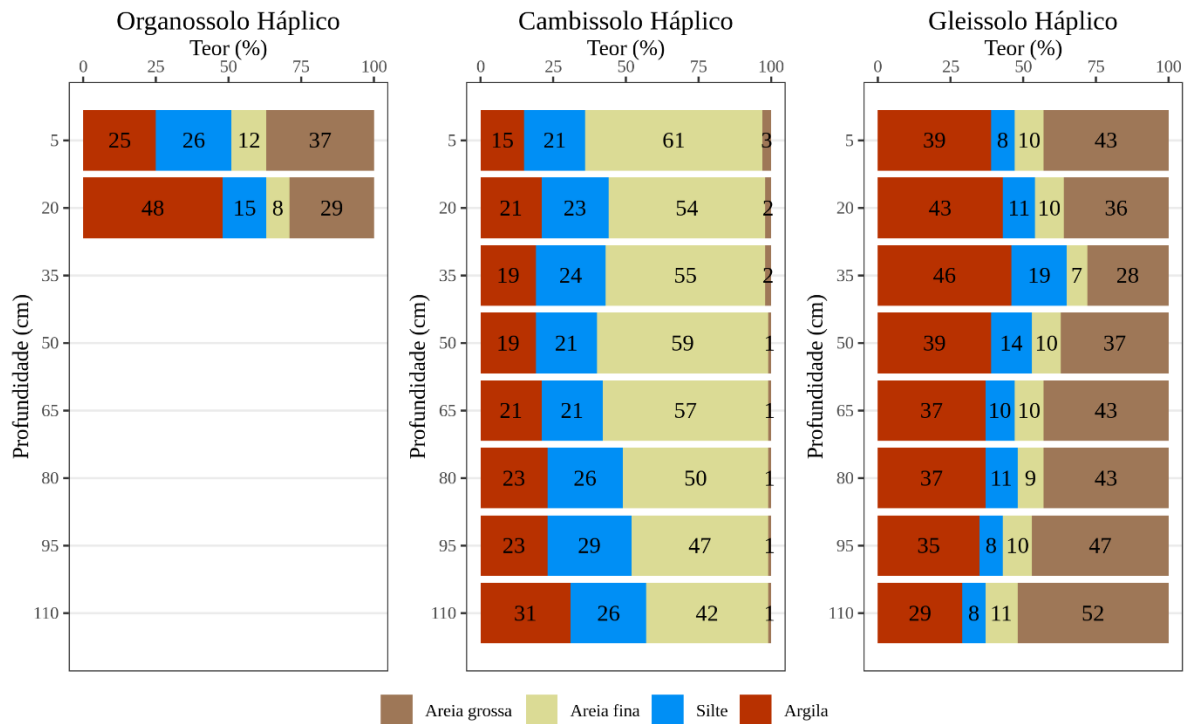 Organossolo Háplico
Teor (%)
0 25 50 75 100
Profundidade (cm)
5 25 26 12 37
20 48 15 8 29
35
50
65
80
95
110
Cambissolo Háplico
Teor (%)
0 25 50 75 100
Profundidade (cm)
5 15 21 61 3
20 21 23 54 2
35 19 24 55 2
50 19 21 59 1
65 21 21 57 1
80 23 26 50 1
95 23 29 47 1
110 31 26 42 1
Gleissolo Háplico
Teor (%)
0 25 50 75 100
Profundidade (cm)
5 39 8 10 43
20 43 11 10 36
35 46 19 7 28
50 39 14 10 37
65 37 10 10 43
80 37 11 9 43
95 35 8 10 47
110 29 8 11 52
Areia grossa Areia fina Silte Argila